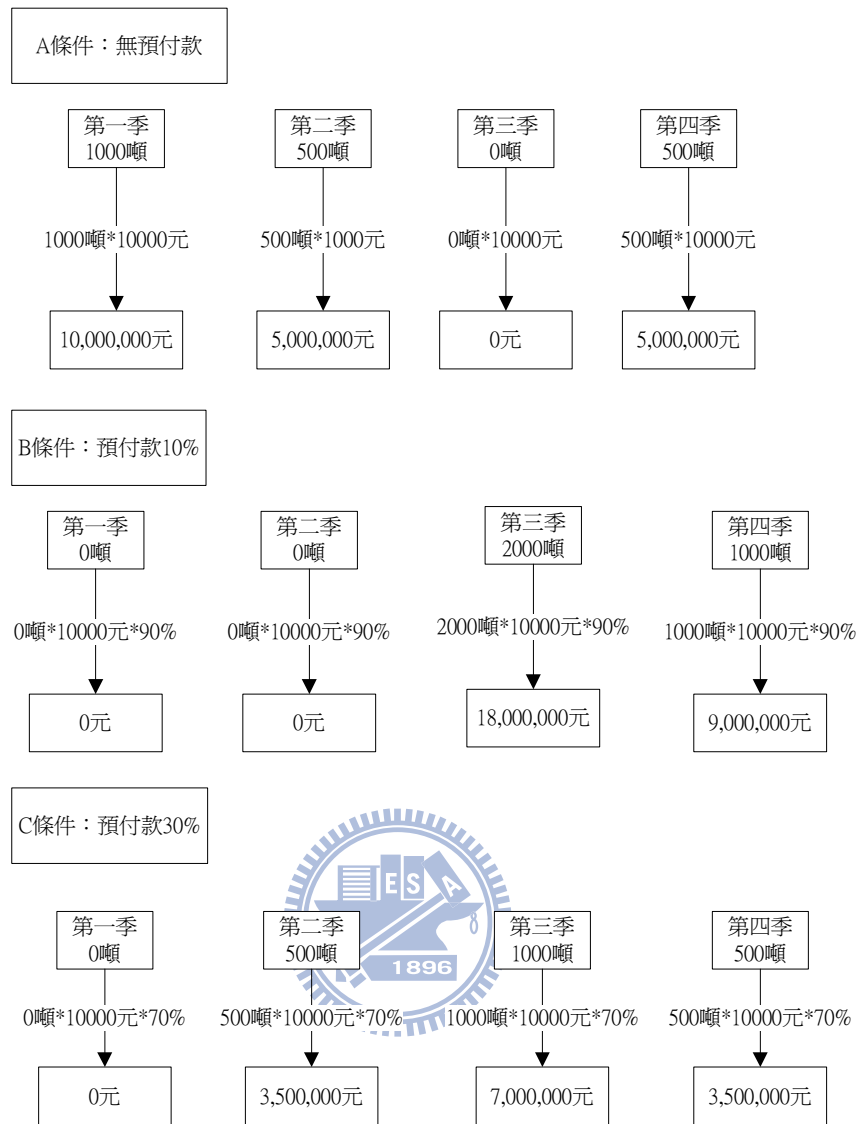 A條件：無預付款
第一季
1000噸
第二季
500噸
第三季
0噸
第四季
500噸
1000噸*10000元
500噸*1000元
0噸*10000元
500噸*10000元
10,000,000元
5,000,000元
0元
5,000,000元
B條件：預付款10%
第一季
0噸
第二季
0噸
第三季
2000噸
第四季
1000噸
0噸*10000元*90%
0噸*10000元*90%
2000噸*10000元*90%
1000噸*10000元*90%
0元
0元
18,000,000元
9,000,000元
C條件：預付款30%
E S A
第一季
0噸
第二季
500噸
第三季
1000噸
第四季
500噸
1896
0噸*10000元*70%
500噸*10000元*70%
1000噸*10000元*70%
500噸*10000元*70%
0元
3,500,000元
7,000,000元
3,500,000元